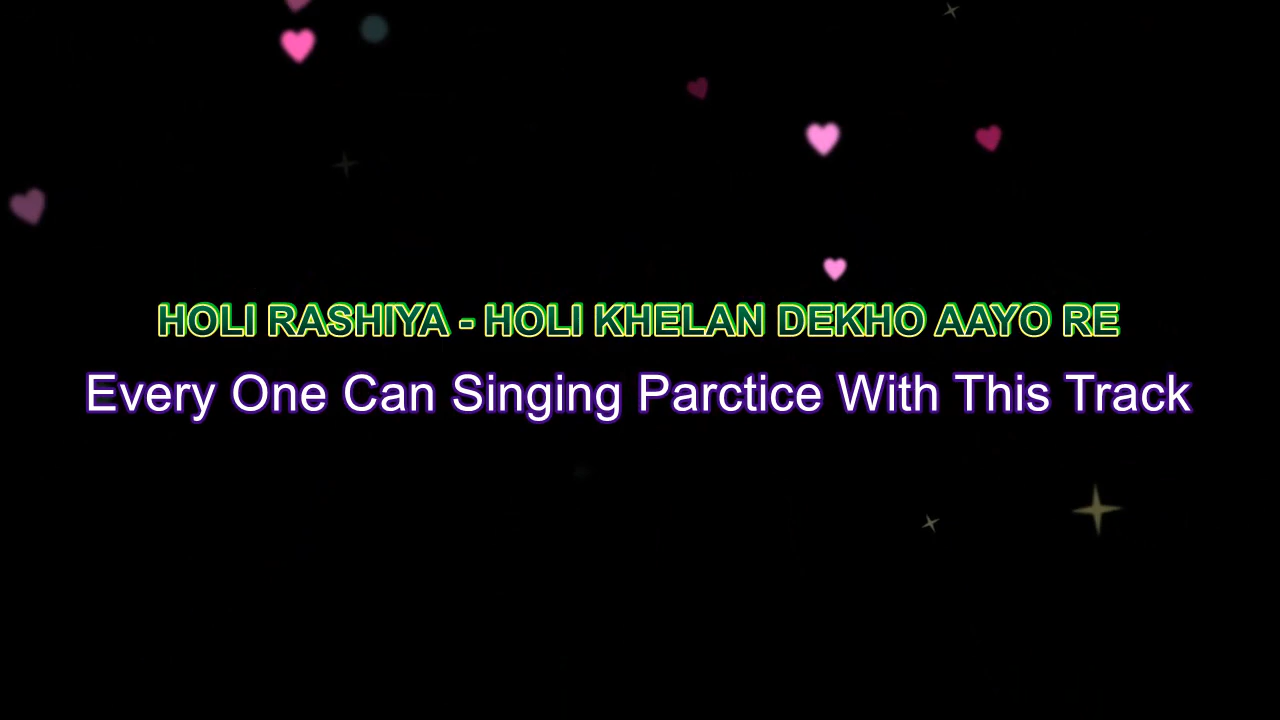 HOLI RASHIYA - HOLI KHELAN DEKHO AAYO RE
Every One Can Singing Parctice With This Track